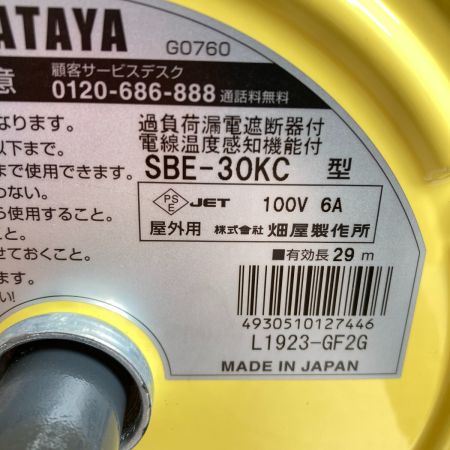 ATAYA
G0760
意
顧客サービスデスク
0120-686-888 通話料無料
なります。
以下まで。
まで使用できます。
わない。
ら使用すること。
こと。
せておくこと。
い!
過負荷漏電遮断器付
電線温度感知機能付
SBE-30KC 型
PS
E
JET 100V 6A
屋外用 株式会社 畑屋製作所
■有効長 29 m
4930510127446
L1923-GF2G
MADE IN JAPAN